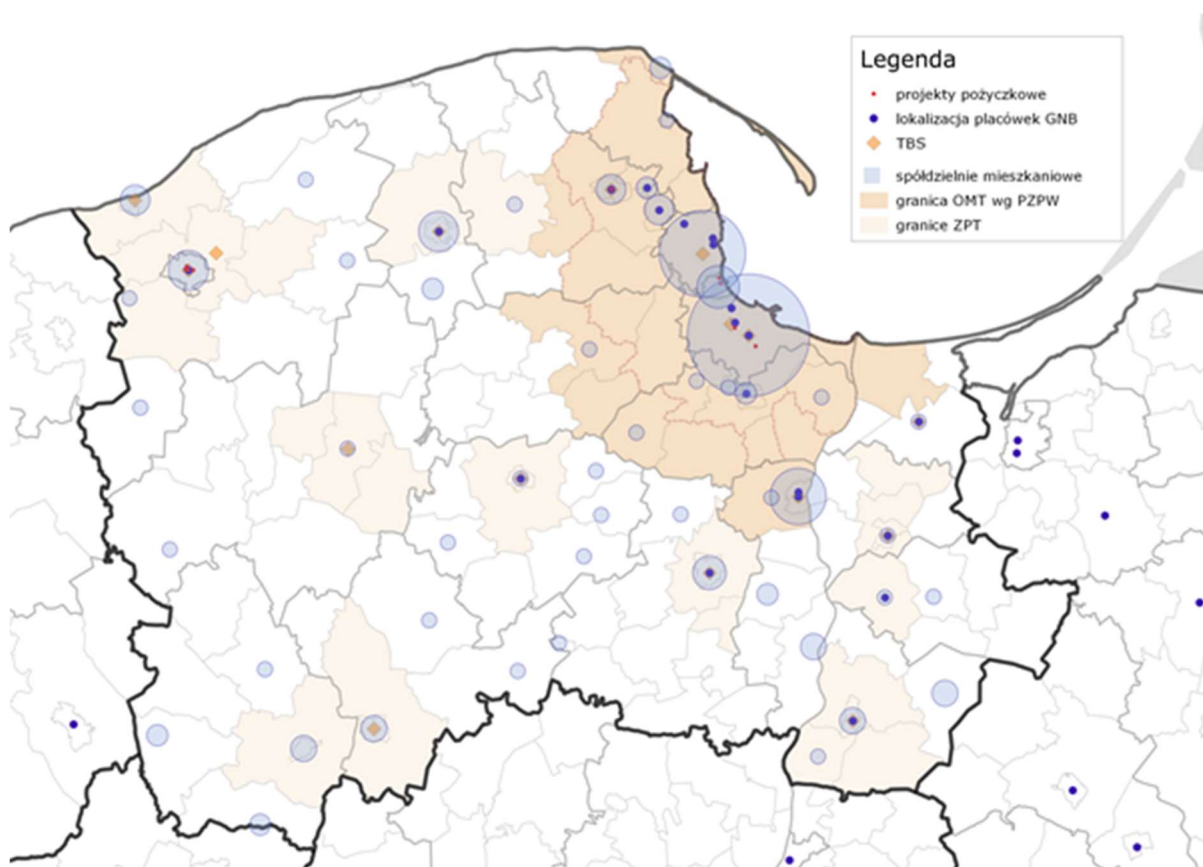 Legenda
projekty pożyczkowe
lokalizacja placówek GNB
TBS
spółdzielnie mieszkaniowe
granica OMT wg PZPW
granice ZPT